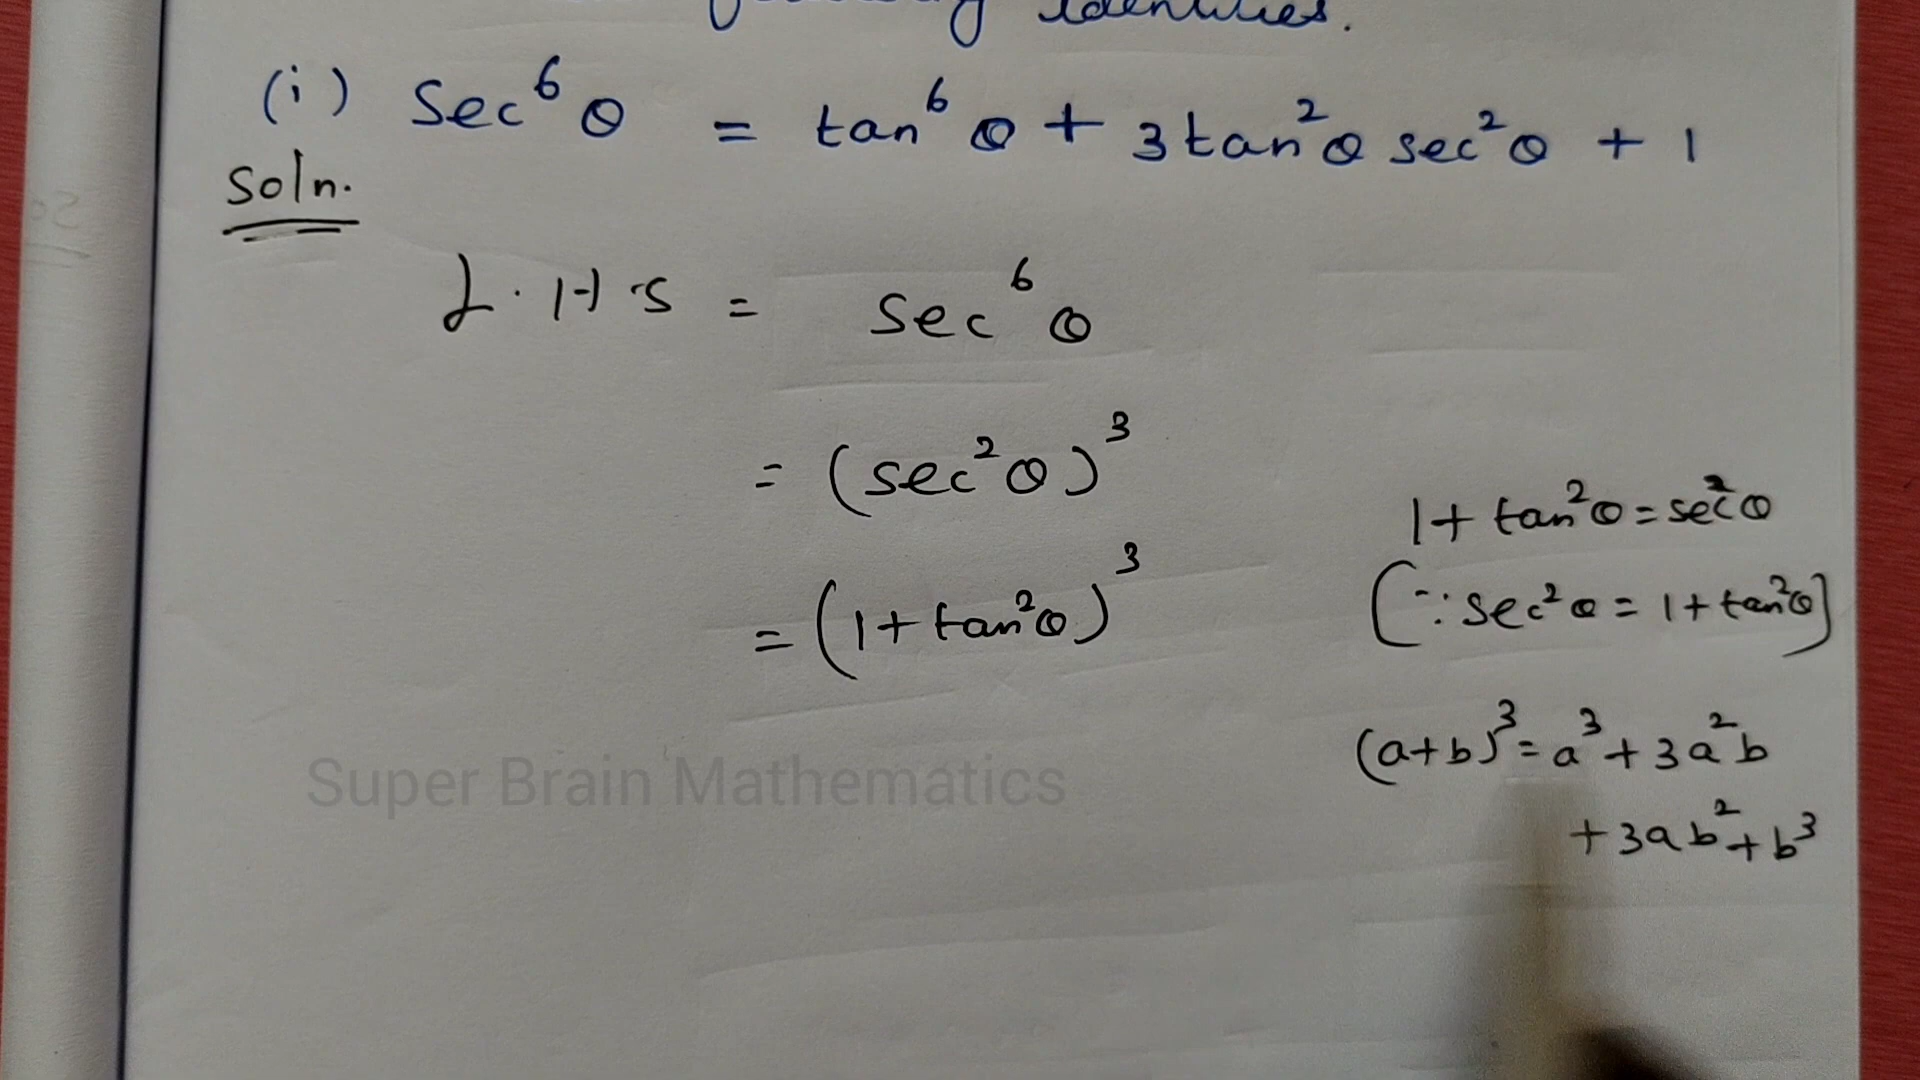 identities.
(i) Sec⁶θ = tan⁶θ + 3tan²θ sec²θ + 1
Soln.
L.H.S = Sec⁶θ
= (sec²θ)³
1 + tan²θ = sec²θ
= (1 + tan²θ)³
(∵ sec²θ = 1 + tan²θ)
(a+b)³ = a³ + 3a²b
+ 3ab² + b³
Super Brain Mathematics